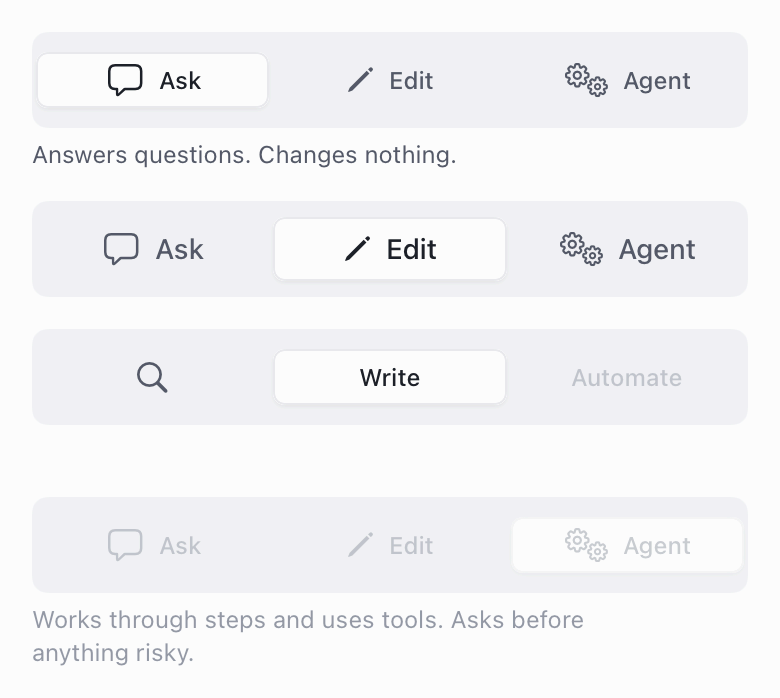 Ask Edit Agent
Answers questions. Changes nothing.
Ask Edit Agent
Write Automate
Ask Edit Agent
Works through steps and uses tools. Asks before
anything risky.